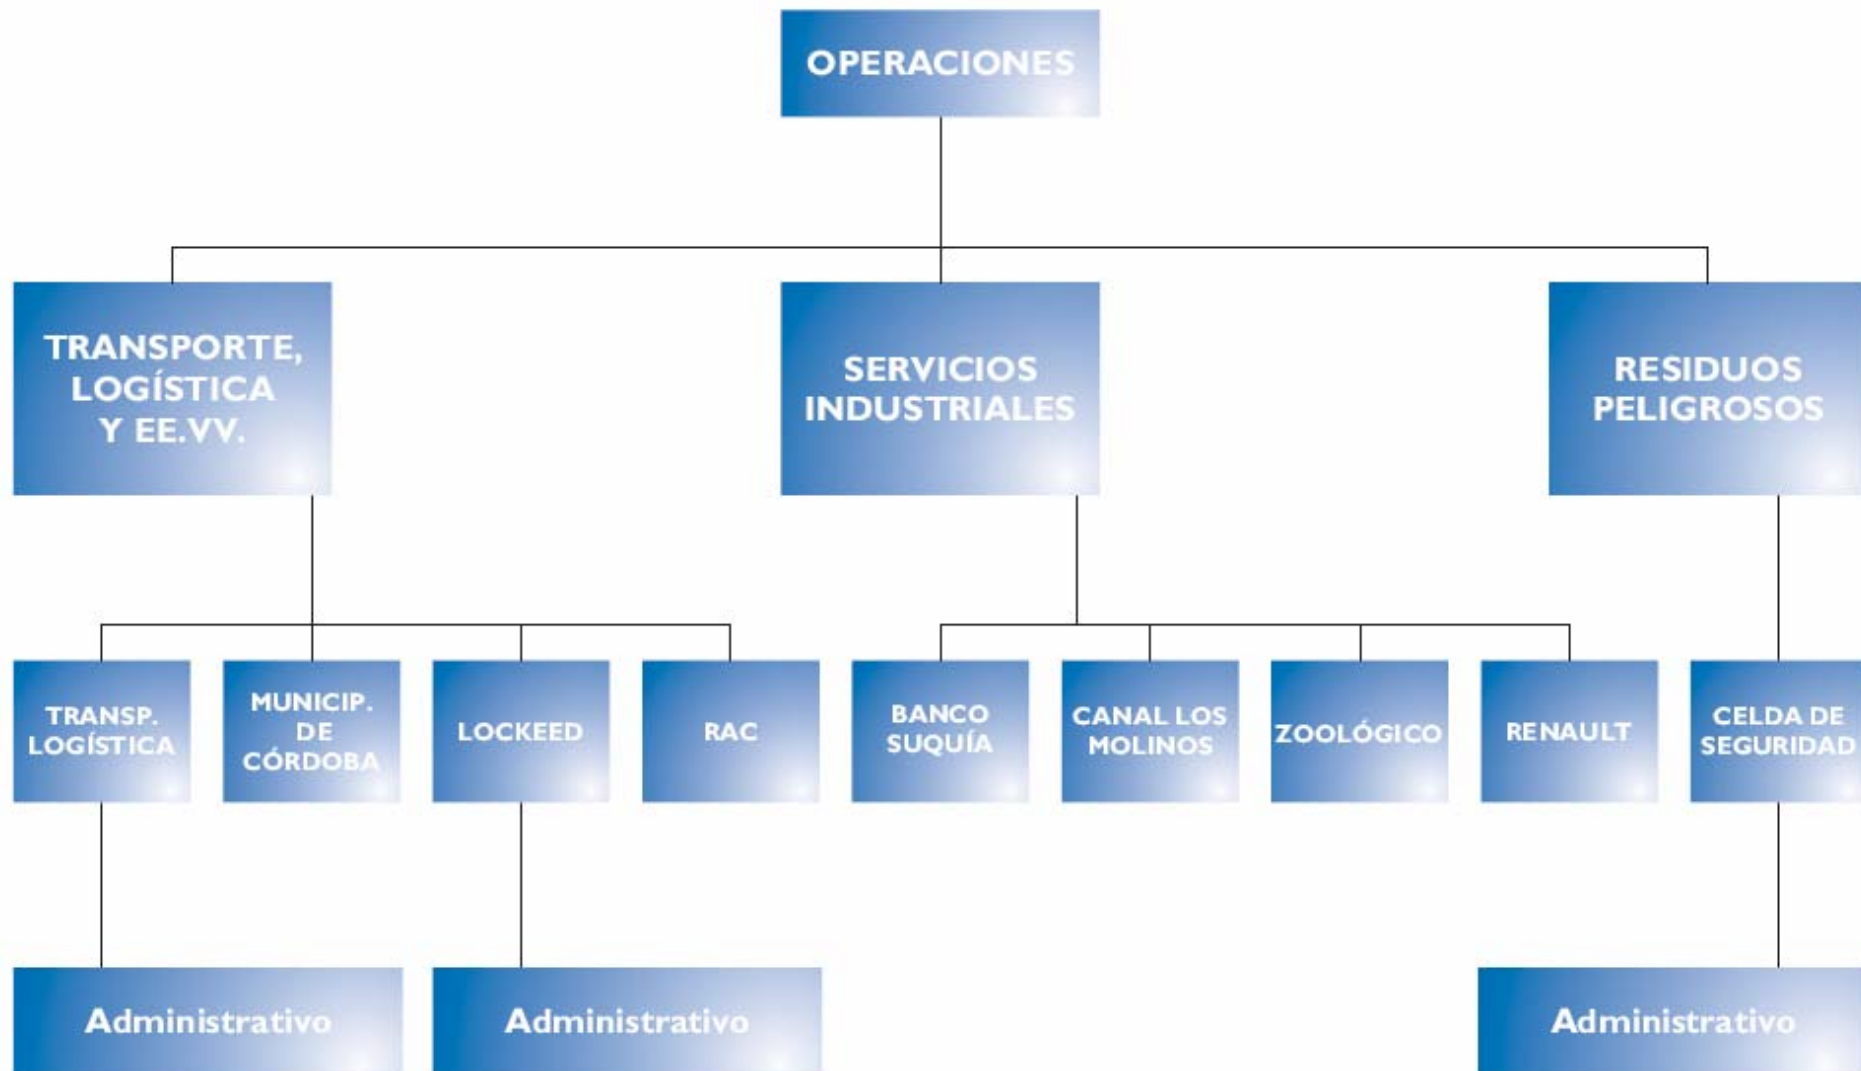 OPERACIONES
TRANSPORTE,
LOGÍSTICA
Y EE.VV.
SERVICIOS
INDUSTRIALES
RESIDUOS
PELIGROSOS
TRANSP.
LOGÍSTICA
MUNICIP.
DE
CÓRDOBA
LOCKEED
RAC
BANCO
SUQUÍA
CANAL LOS
MOLINOS
ZOOLÓGICO
RENAULT
CELDA DE
SEGURIDAD
Administrativo
Administrativo
Administrativo